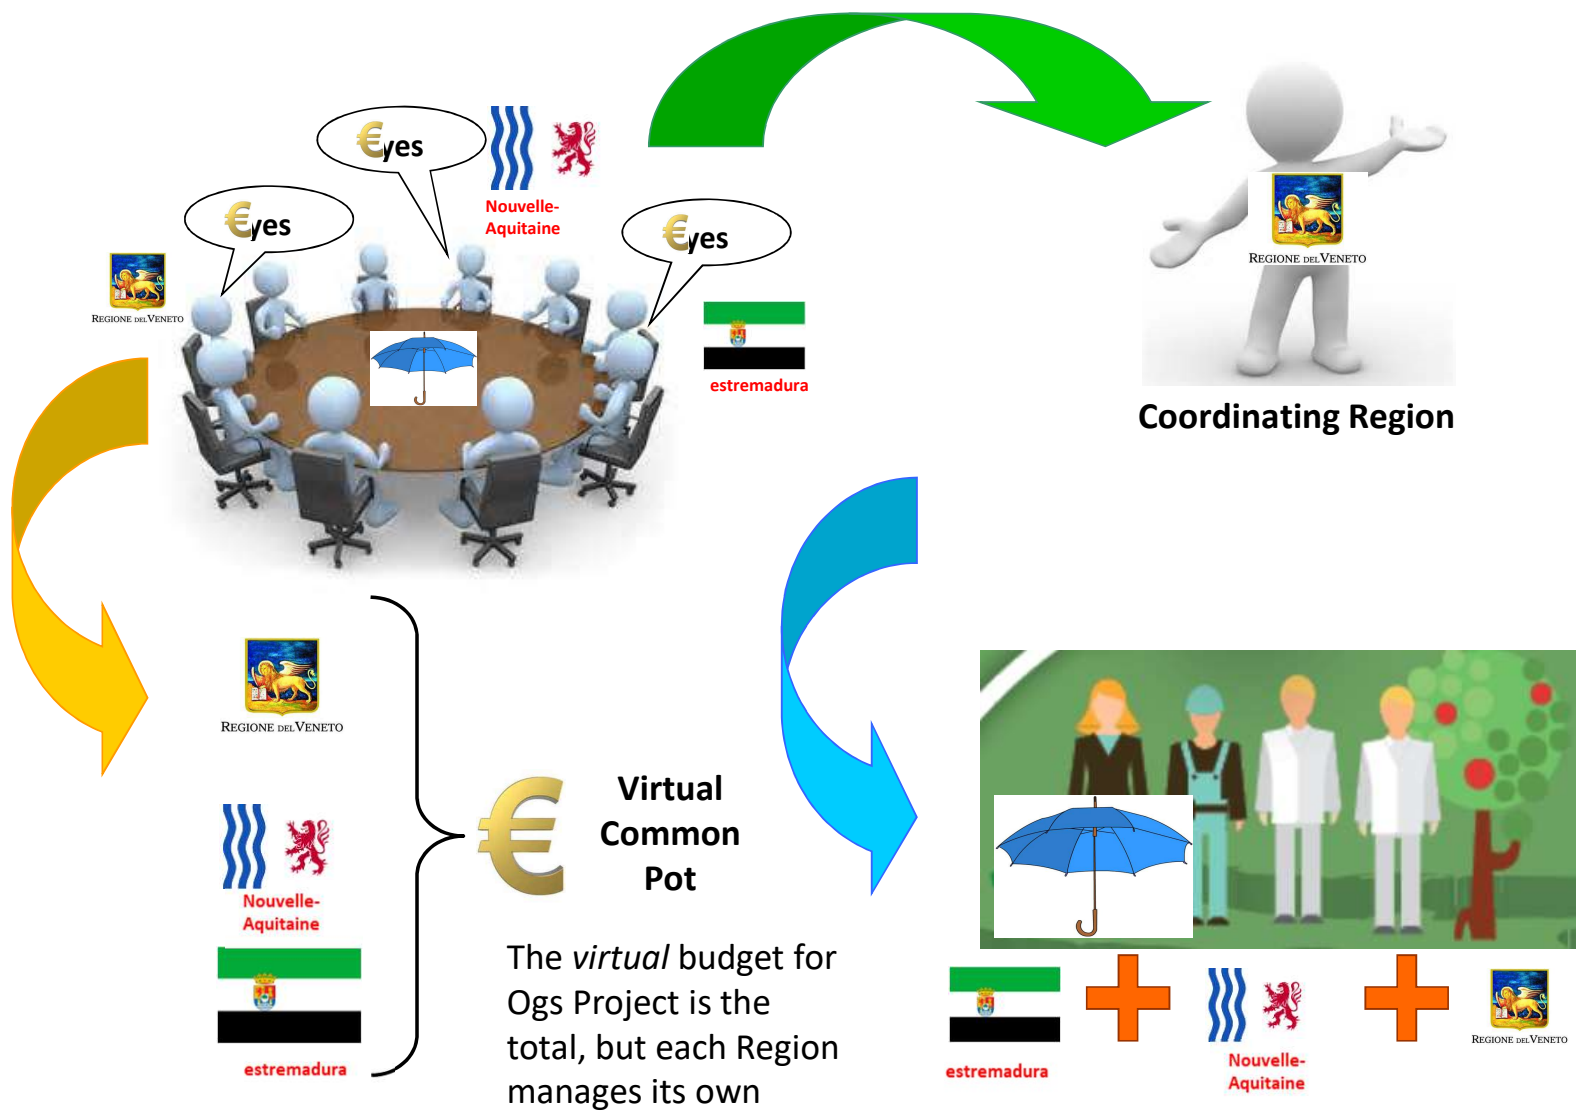 €yes
Nouvelle-
Aquitaine
€yes
€yes
REGIONE DEL VENETO
estremadura
REGIONE DEL VENETO
Coordinating Region
REGIONE DEL VENETO
Nouvelle-
Aquitaine
estremadura
€
Virtual
Common
Pot
The virtual budget for
Ogs Project is the
total, but each Region
manages its own
estremadura
Nouvelle-
Aquitaine
REGIONE DEL VENETO